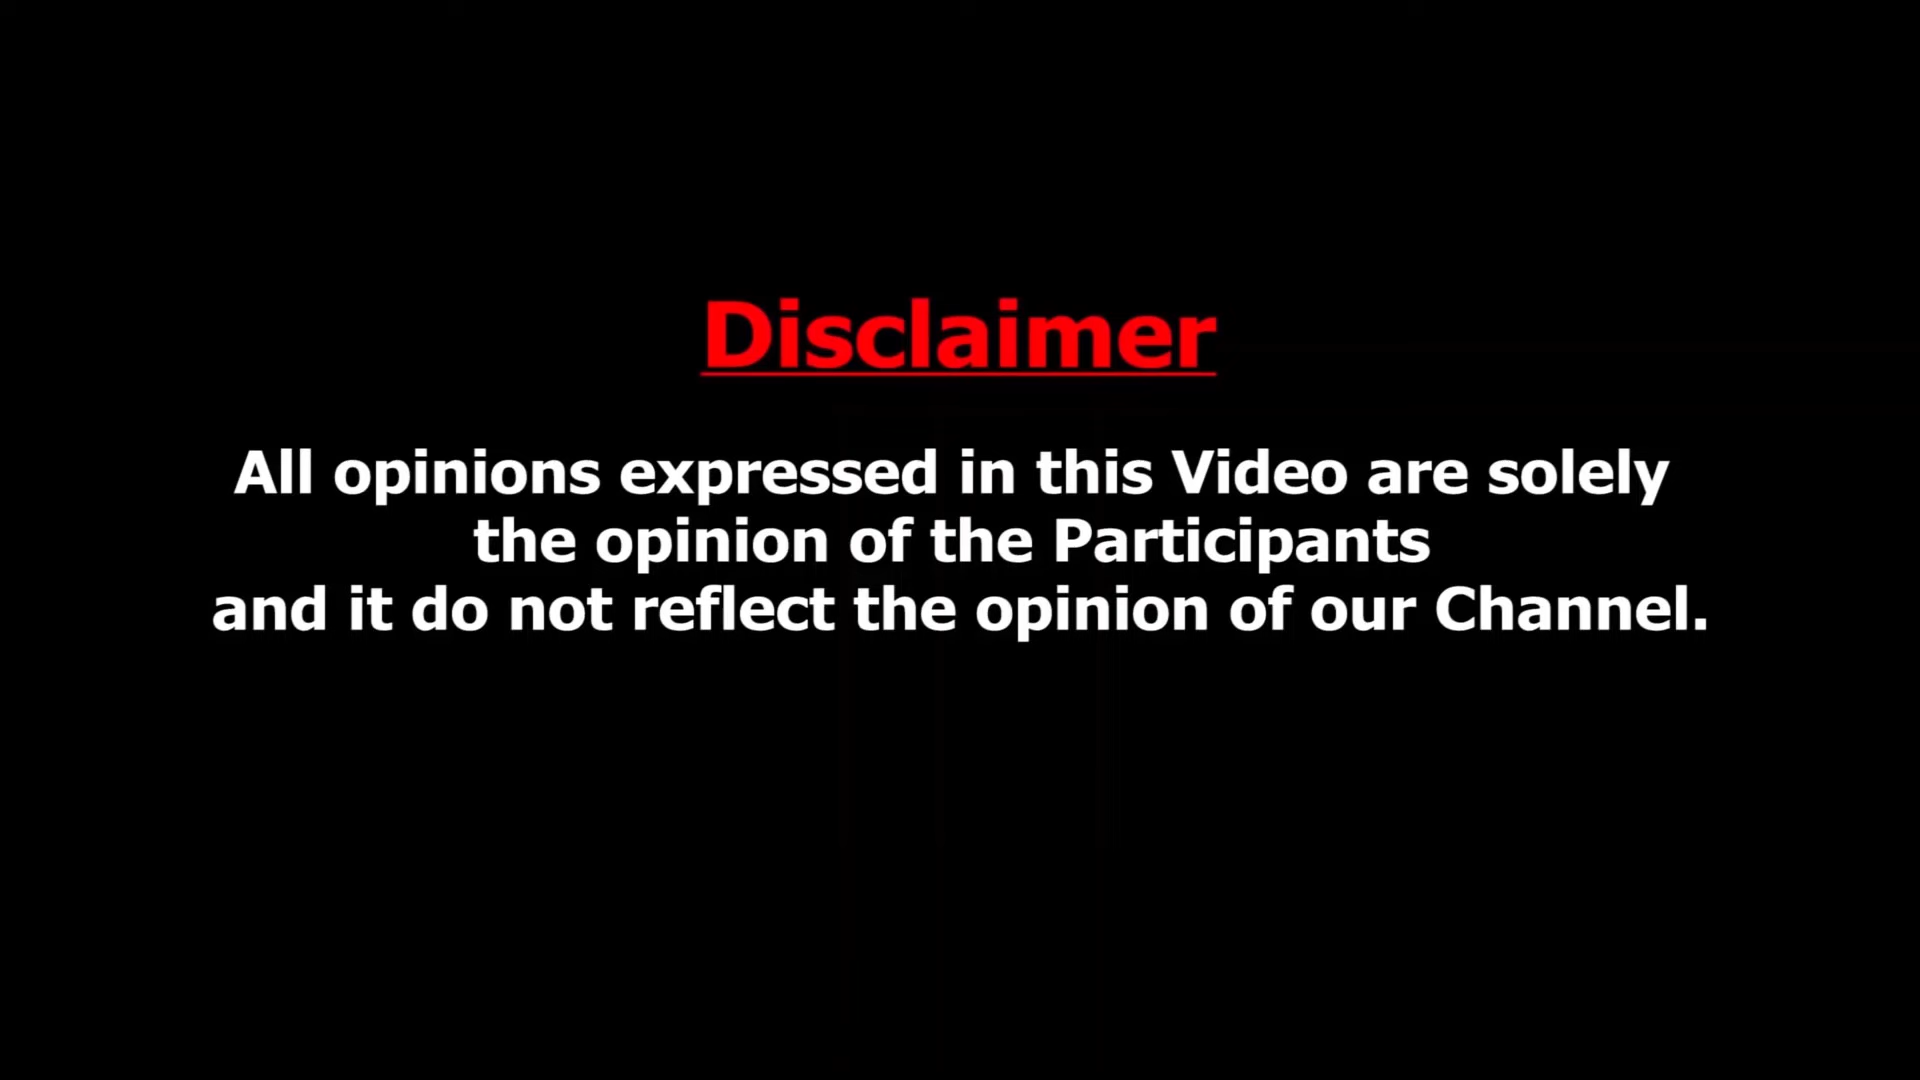 Disclaimer
All opinions expressed in this Video are solely
the opinion of the Participants
and it do not reflect the opinion of our Channel.